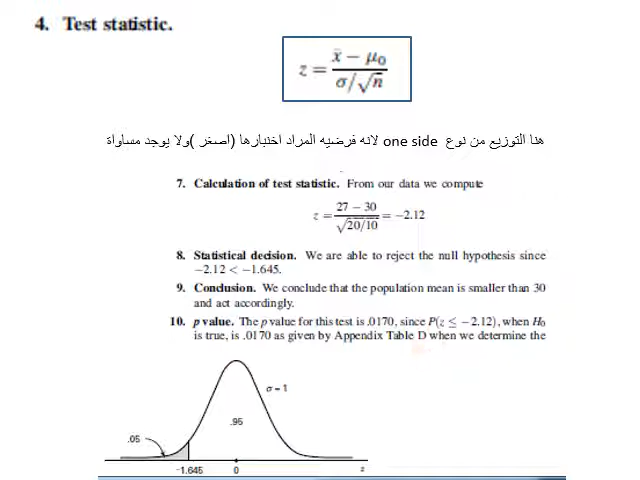 4. Test statistic.
z = x̄ − μ₀ / σ/√n
هنا التوزيع من نوع one side لانه فرضيه المراد اختبارها (اصغر )ولا يوجد مساواة
7. Calculation of test statistic. From our data we compute
z = 27 − 30 / √20/10 = −2.12
8. Statistical decision. We are able to reject the null hypothesis since
−2.12 < −1.645.
9. Conclusion. We conclude that the population mean is smaller than 30
and act accordingly.
10. p value. The p value for this test is .0170, since P(z ≤ −2.12), when H₀
is true, is .0170 as given by Appendix Table D when we determine the
σ = 1
.95
.05
−1.645 0 z